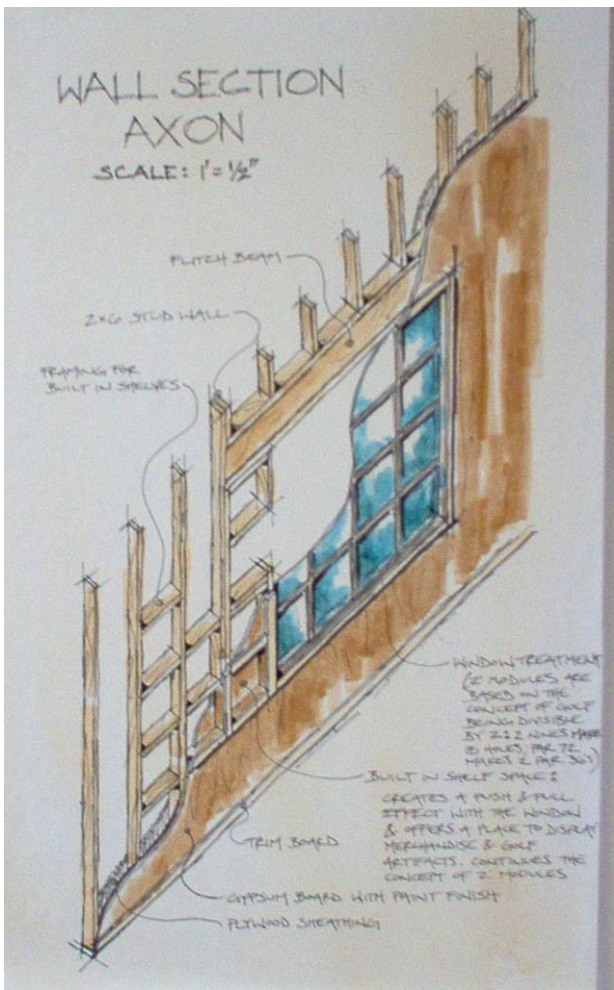 WALL SECTION
AXON
SCALE: 1' = 1/2"
FLITCH BEAM
2x6 STUD WALL
FRAMING FOR
BUILT IN SHELVES
WINDOW TREATMENT
(2 MODULES ARE
BASED ON THE
CONCEPT OF GOLF
BEING DIVISIBLE
BY 2: 2 NINES MAKE
18 HOLES, PAR 72
MAKES 2 PAR 36s)
BUILT IN SHELF SPACE:
CREATES A PUSH & PULL
EFFECT WITH THE WINDOW
& OFFERS A PLACE TO DISPLAY
MERCHANDISE & GOLF
ARTIFACTS. CONTINUES THE
CONCEPT OF 2 MODULES
TRIM BOARD
GYPSUM BOARD WITH PAINT FINISH
PLYWOOD SHEATHING